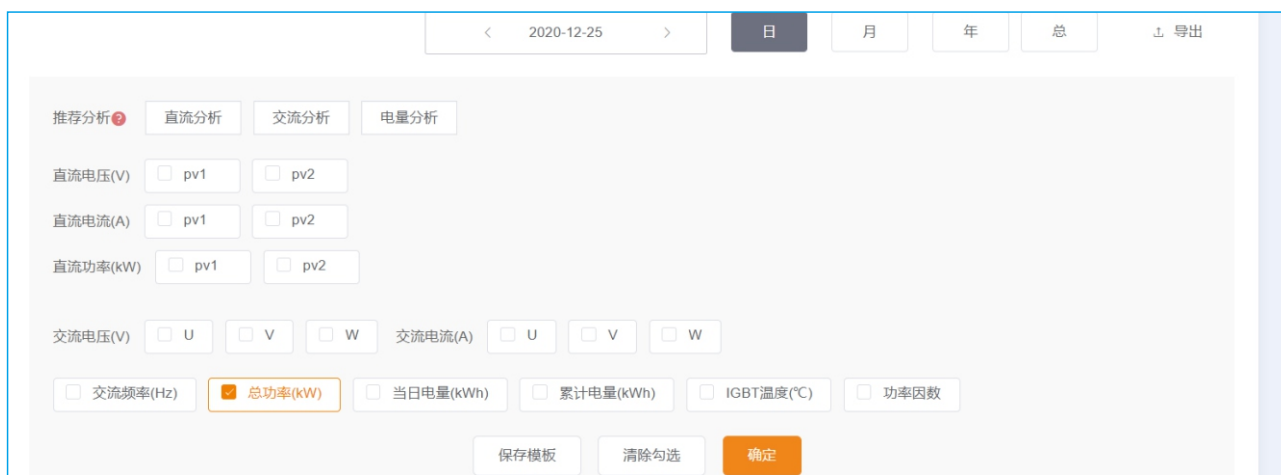 2020-12-25 日 月 年 总 导出
推荐分析 直流分析 交流分析 电量分析
直流电压(V) pv1 pv2
直流电流(A) pv1 pv2
直流功率(kW) pv1 pv2
交流电压(V) U V W 交流电流(A) U V W
交流频率(Hz) 总功率(kW) 当日电量(kWh) 累计电量(kWh) IGBT温度(℃) 功率因数
保存模板 清除勾选 确定